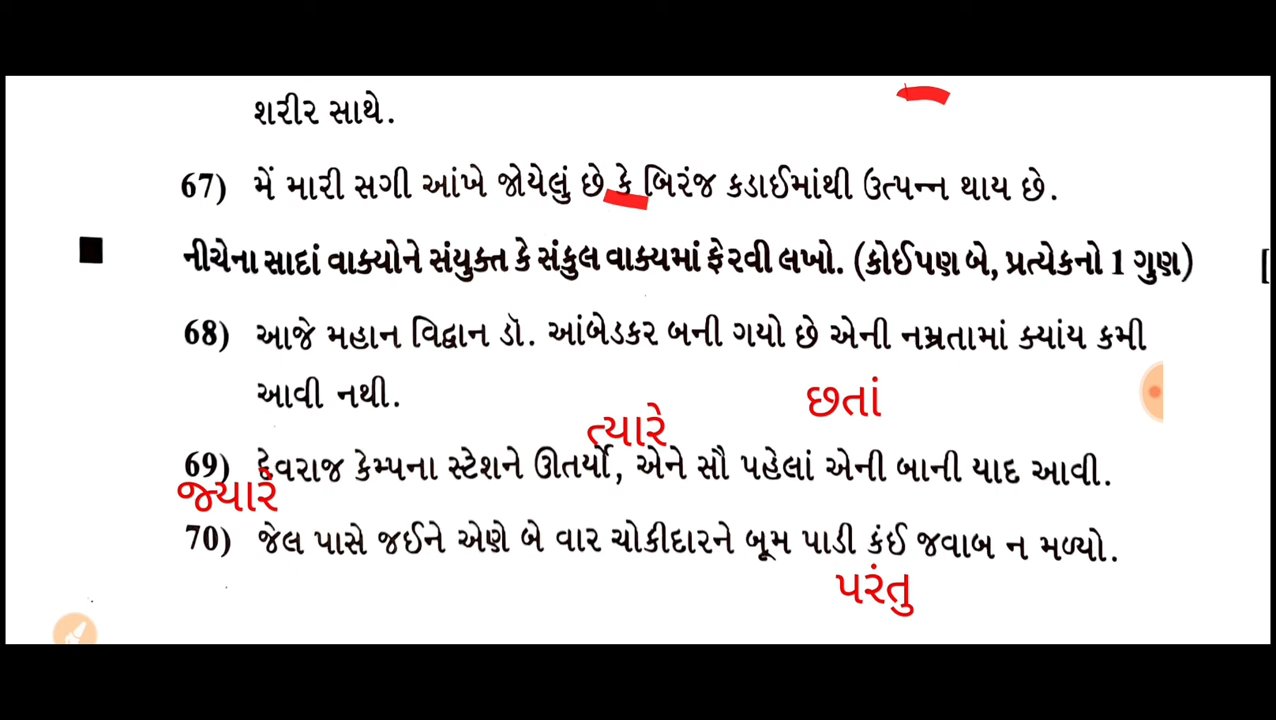 શરીર સાથે.
67) મેં મારી સગી આંખે જોયેલું છે કે બિરંજ કડાઈમાંથી ઉત્પન્ન થાય છે.
■ નીચેના સાદાં વાક્યોને સંયુક્ત કે સંકુલ વાક્યમાં ફેરવી લખો. (કોઈપણ બે, પ્રત્યેકનો 1 ગુણ) [
68) આજે મહાન વિદ્વાન ડૉ. આંબેડકર બની ગયો છે એની નમ્રતામાં ક્યાંય કમી
આવી નથી.
છતાં
ત્યારે
69) દેવરાજ કેમ્પના સ્ટેશને ઊતર્યો, એને સૌ પહેલાં એની બાની યાદ આવી.
જ્યારે
70) જેલ પાસે જઈને એણે બે વાર ચોકીદારને બૂમ પાડી કંઈ જવાબ ન મળ્યો.
પરંતુ